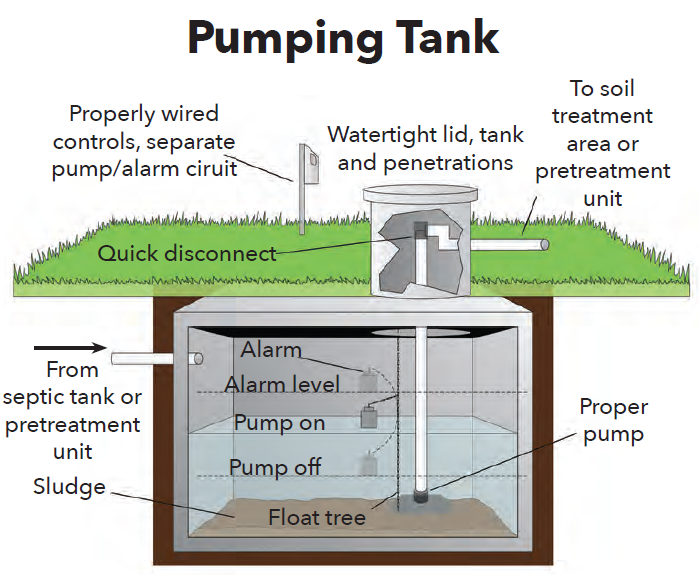 Pumping Tank
Properly wired
controls, separate
pump/alarm ciruit
Watertight lid, tank
and penetrations
To soil
treatment
area or
pretreatment
unit
Quick disconnect
From
septic tank or
pretreatment
unit
Alarm
Alarm level
Pump on
Pump off
Proper
pump
Sludge
Float tree